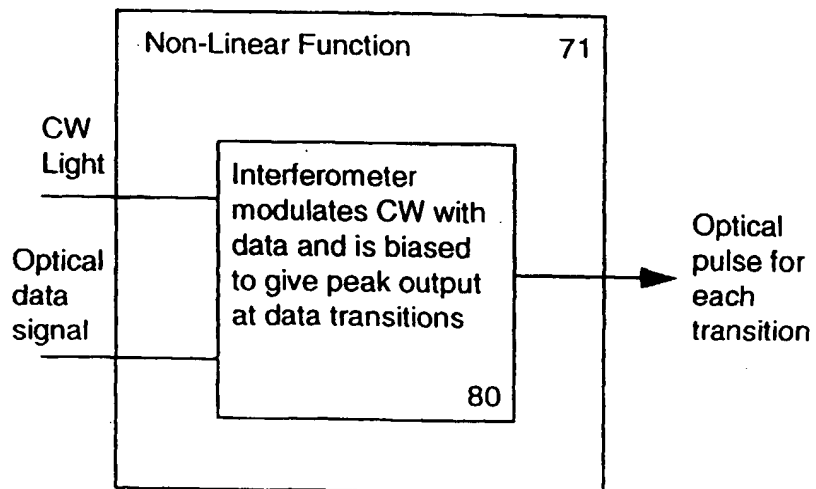 Non-Linear Function 71
CW
Light
Interferometer
modulates CW with
data and is biased
to give peak output
at data transitions
80
Optical
data
signal
Optical
pulse for
each
transition